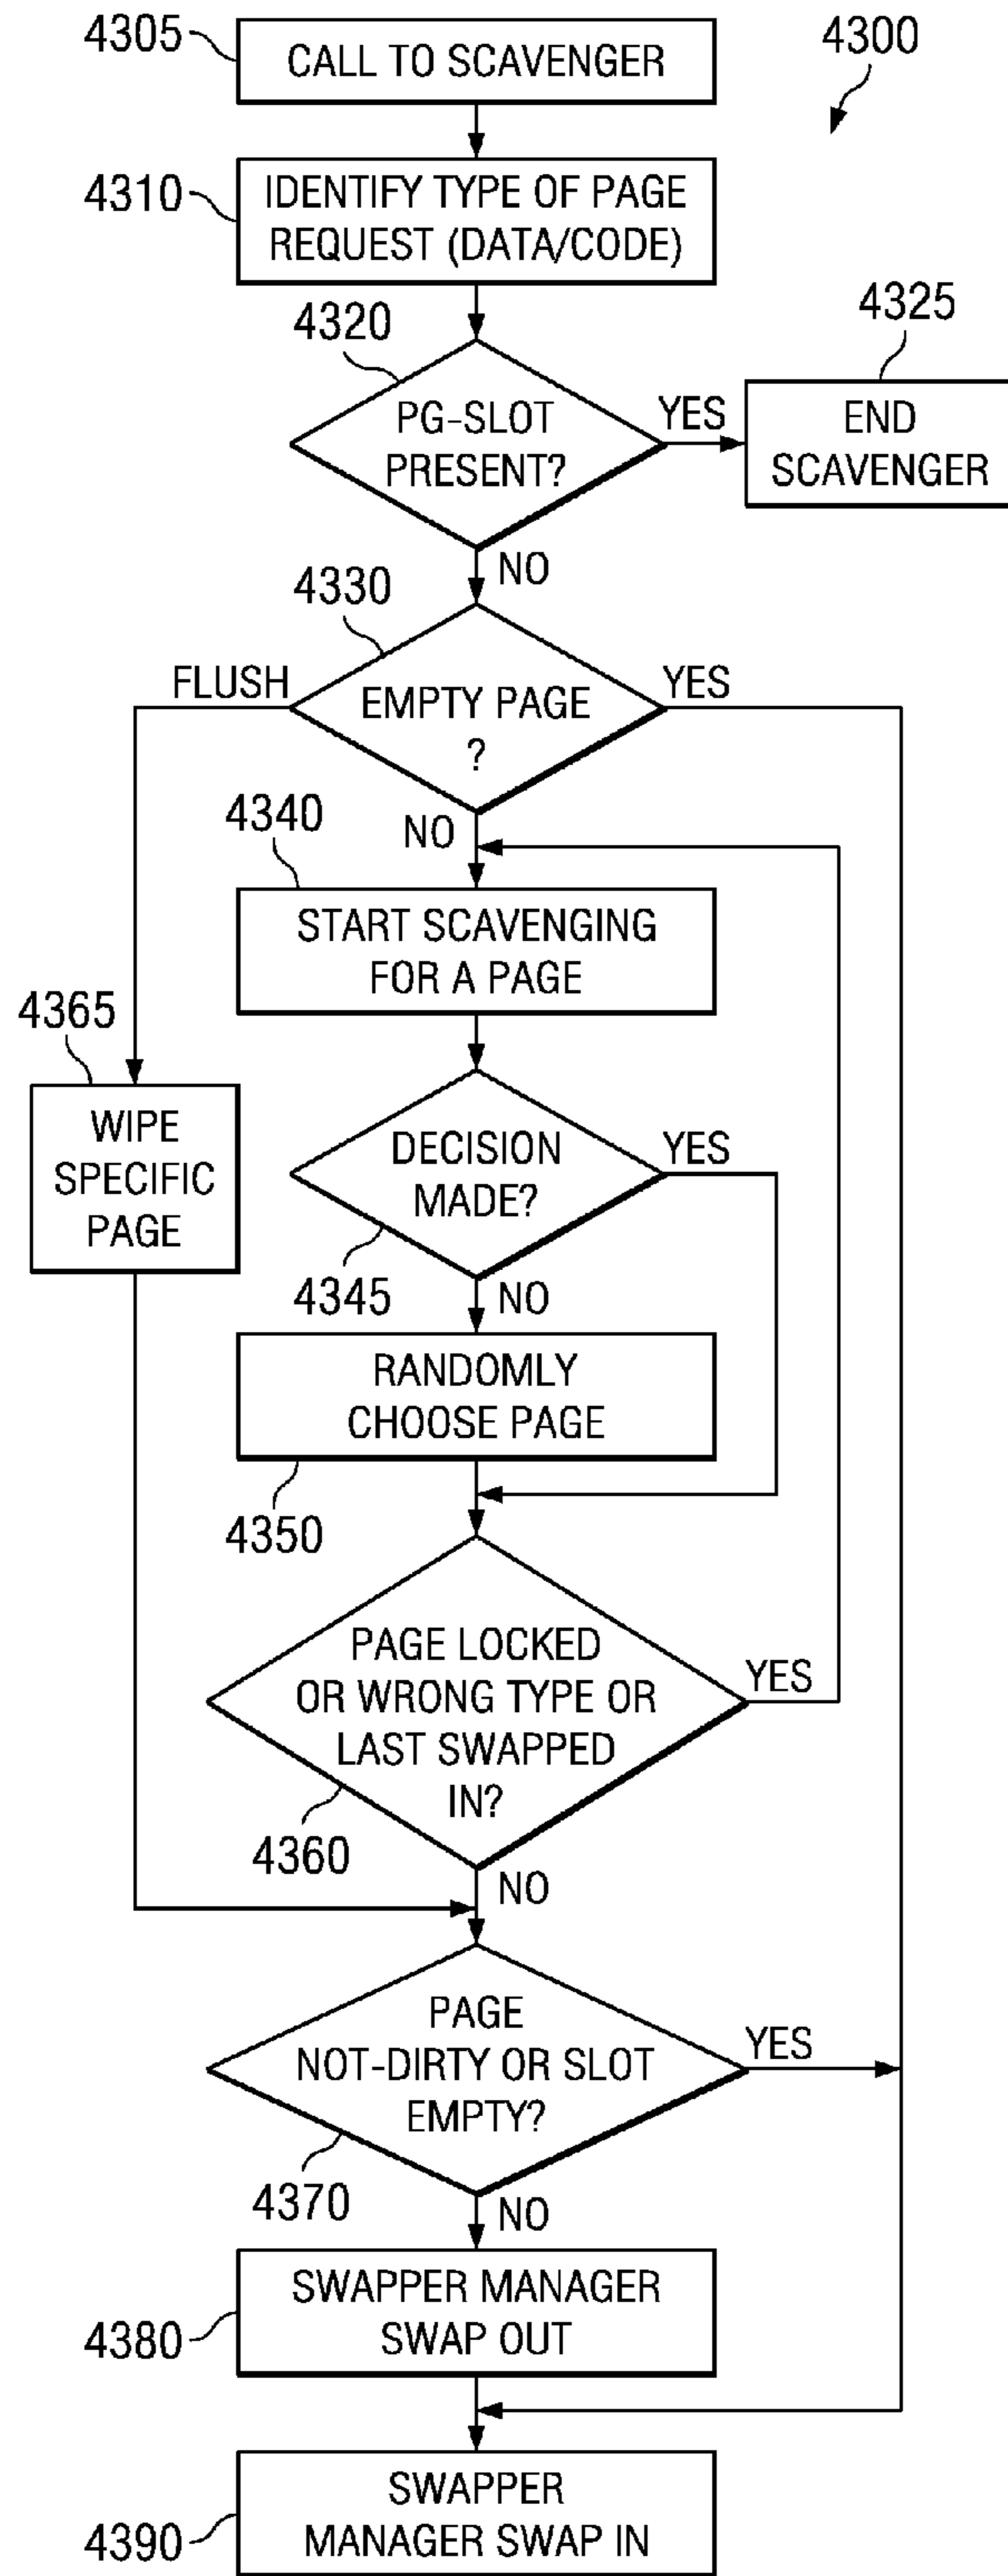 4305
CALL TO SCAVENGER
4300
4310
IDENTIFY TYPE OF PAGE
REQUEST (DATA/CODE)
4320
PG-SLOT
PRESENT?
YES
4325
END
SCAVENGER
NO
4330
FLUSH
EMPTY PAGE
?
YES
NO
4340
START SCAVENGING
FOR A PAGE
4365
WIPE
SPECIFIC
PAGE
DECISION
MADE?
YES
4345
NO
RANDOMLY
CHOOSE PAGE
4350
PAGE LOCKED
OR WRONG TYPE OR
LAST SWAPPED
IN?
YES
4360
NO
PAGE
NOT-DIRTY OR SLOT
EMPTY?
YES
4370
NO
SWAPPER MANAGER
SWAP OUT
4380
SWAPPER
MANAGER SWAP IN
4390